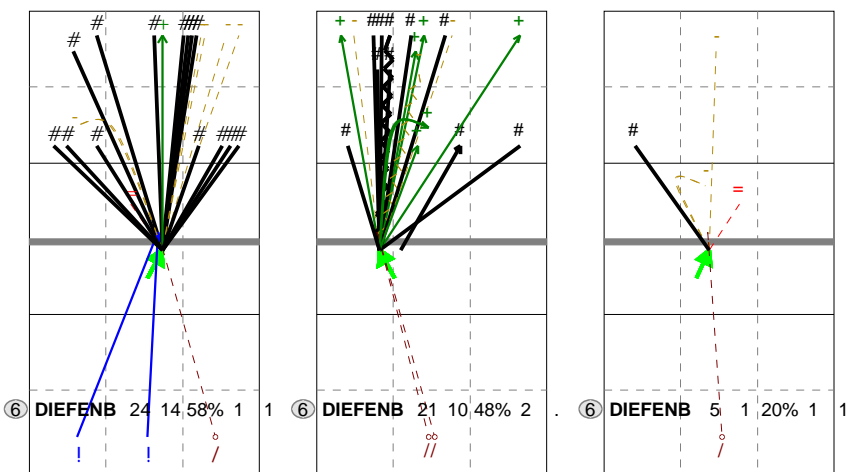 # # #+ ### - - -
- ## # # ###
=
! ! /
6 DIEFENB 24 14 58% 1 1
+ - ### # + # - +
## +
+
# + # #
//
6 DIEFENB 21 10 48% 2 .
-
#
- -
=
/
6 DIEFENB 5 1 20% 1 1